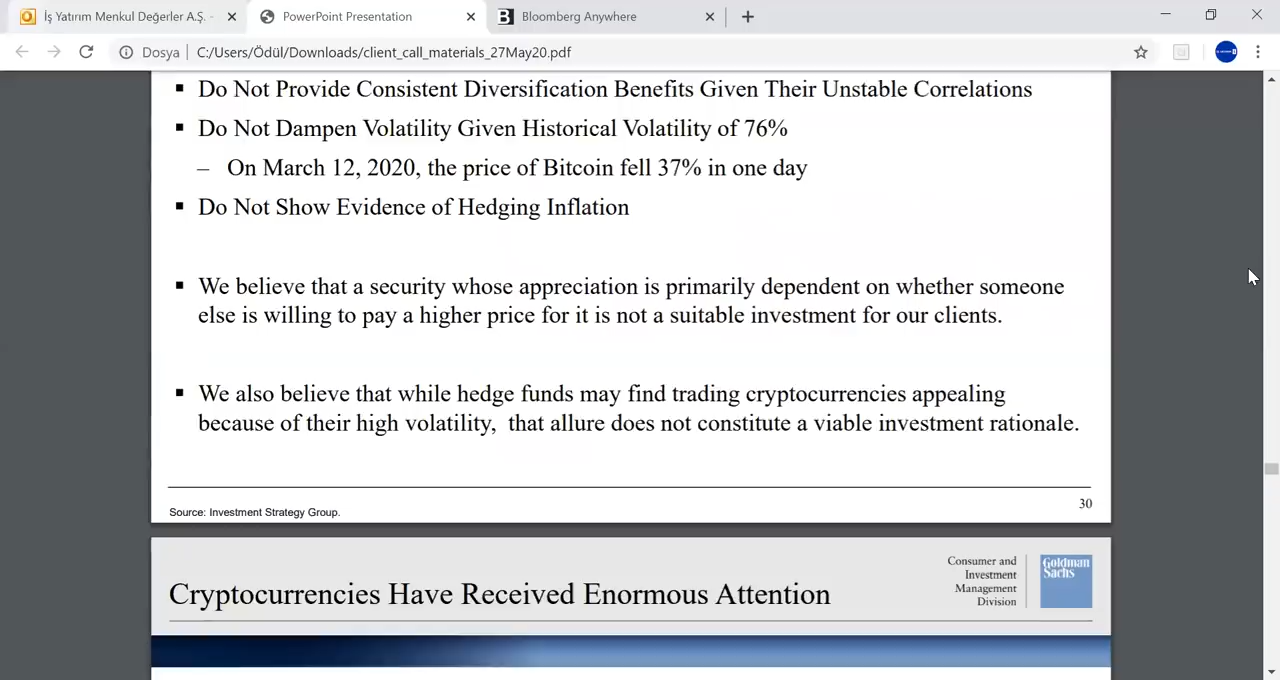 İş Yatırım Menkul Değerler A.Ş. -
PowerPoint Presentation
B Bloomberg Anywhere
Dosya
C:/Users/Ödül/Downloads/client_call_materials_27May20.pdf
▪ Do Not Provide Consistent Diversification Benefits Given Their Unstable Correlations
▪ Do Not Dampen Volatility Given Historical Volatility of 76%
– On March 12, 2020, the price of Bitcoin fell 37% in one day
▪ Do Not Show Evidence of Hedging Inflation
▪ We believe that a security whose appreciation is primarily dependent on whether someone
else is willing to pay a higher price for it is not a suitable investment for our clients.
▪ We also believe that while hedge funds may find trading cryptocurrencies appealing
because of their high volatility, that allure does not constitute a viable investment rationale.
30
Source: Investment Strategy Group.
Cryptocurrencies Have Received Enormous Attention
Consumer and
Investment
Management
Division
Goldman
Sachs